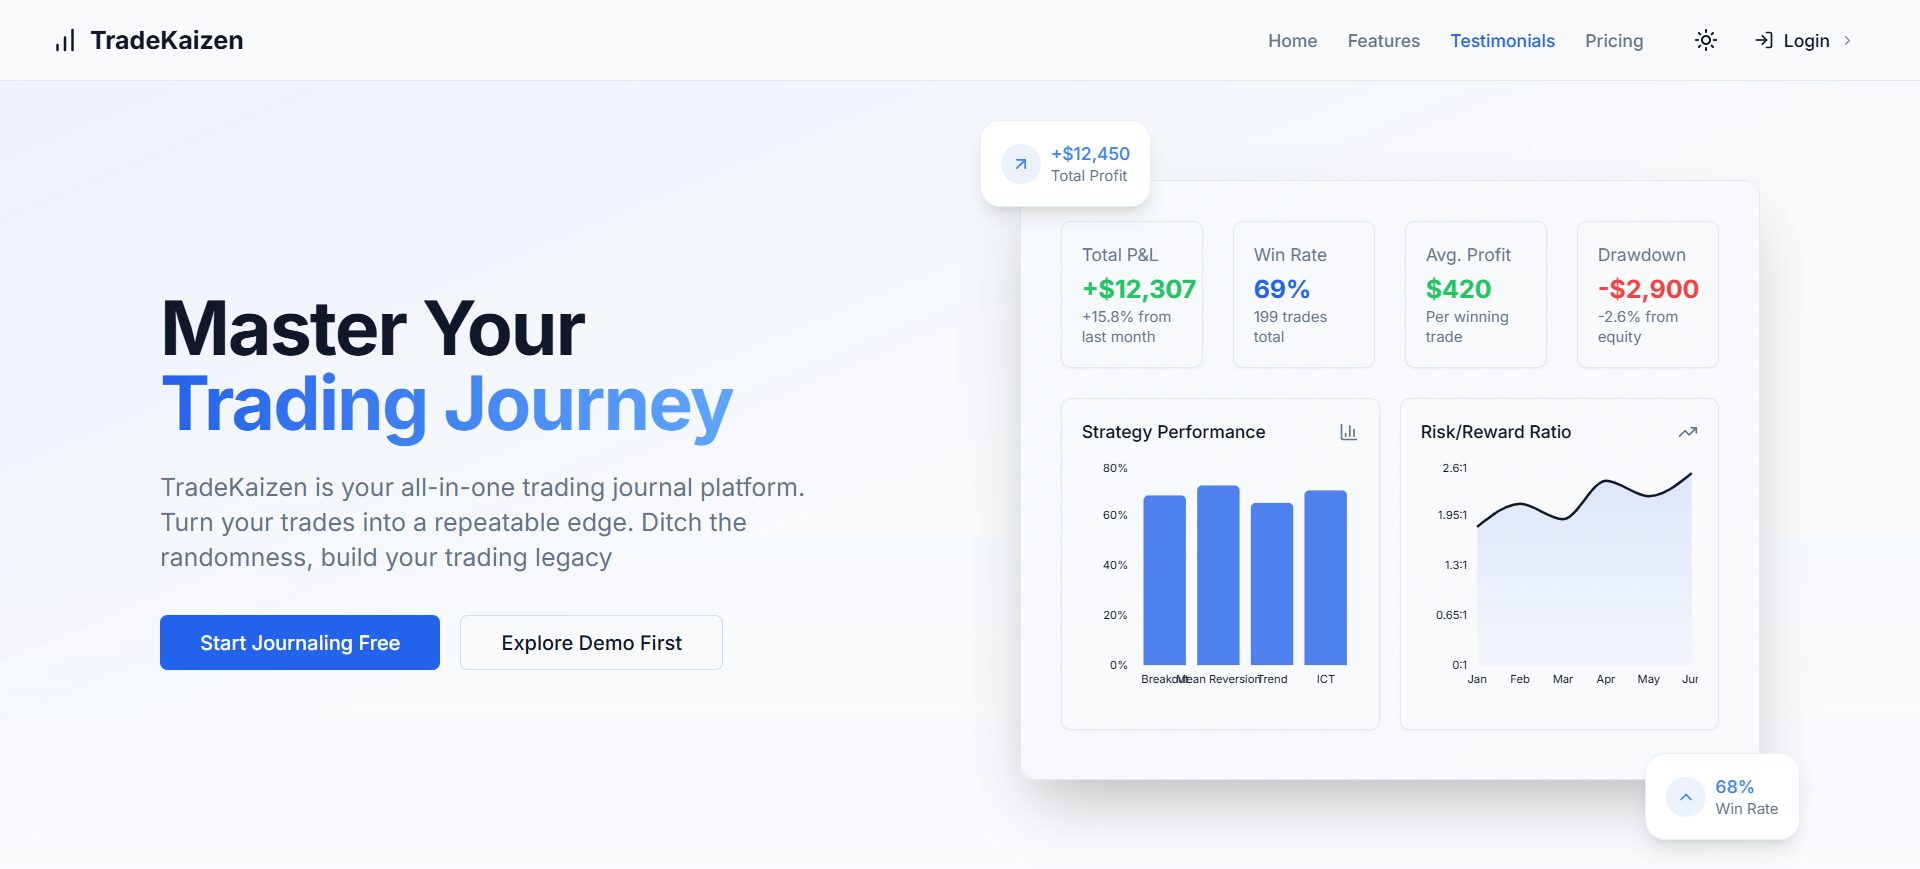 TradeKaizen
Home
Features
Testimonials
Pricing
Login
Master Your
Trading Journey
TradeKaizen is your all-in-one trading journal platform.
Turn your trades into a repeatable edge. Ditch the
randomness, build your trading legacy
Start Journaling Free
Explore Demo First
+$12,450
Total Profit
Total P&L
+$12,307
+15.8% from
last month
Win Rate
69%
199 trades
total
Avg. Profit
$420
Per winning
trade
Drawdown
-$2,900
-2.6% from
equity
Strategy Performance
80%
60%
40%
20%
0%
Breakout
Mean Reversion
Trend
ICT
Risk/Reward Ratio
2.6:1
1.95:1
1.3:1
0.65:1
0:1
Jan
Feb
Mar
Apr
May
Jun
68%
Win Rate